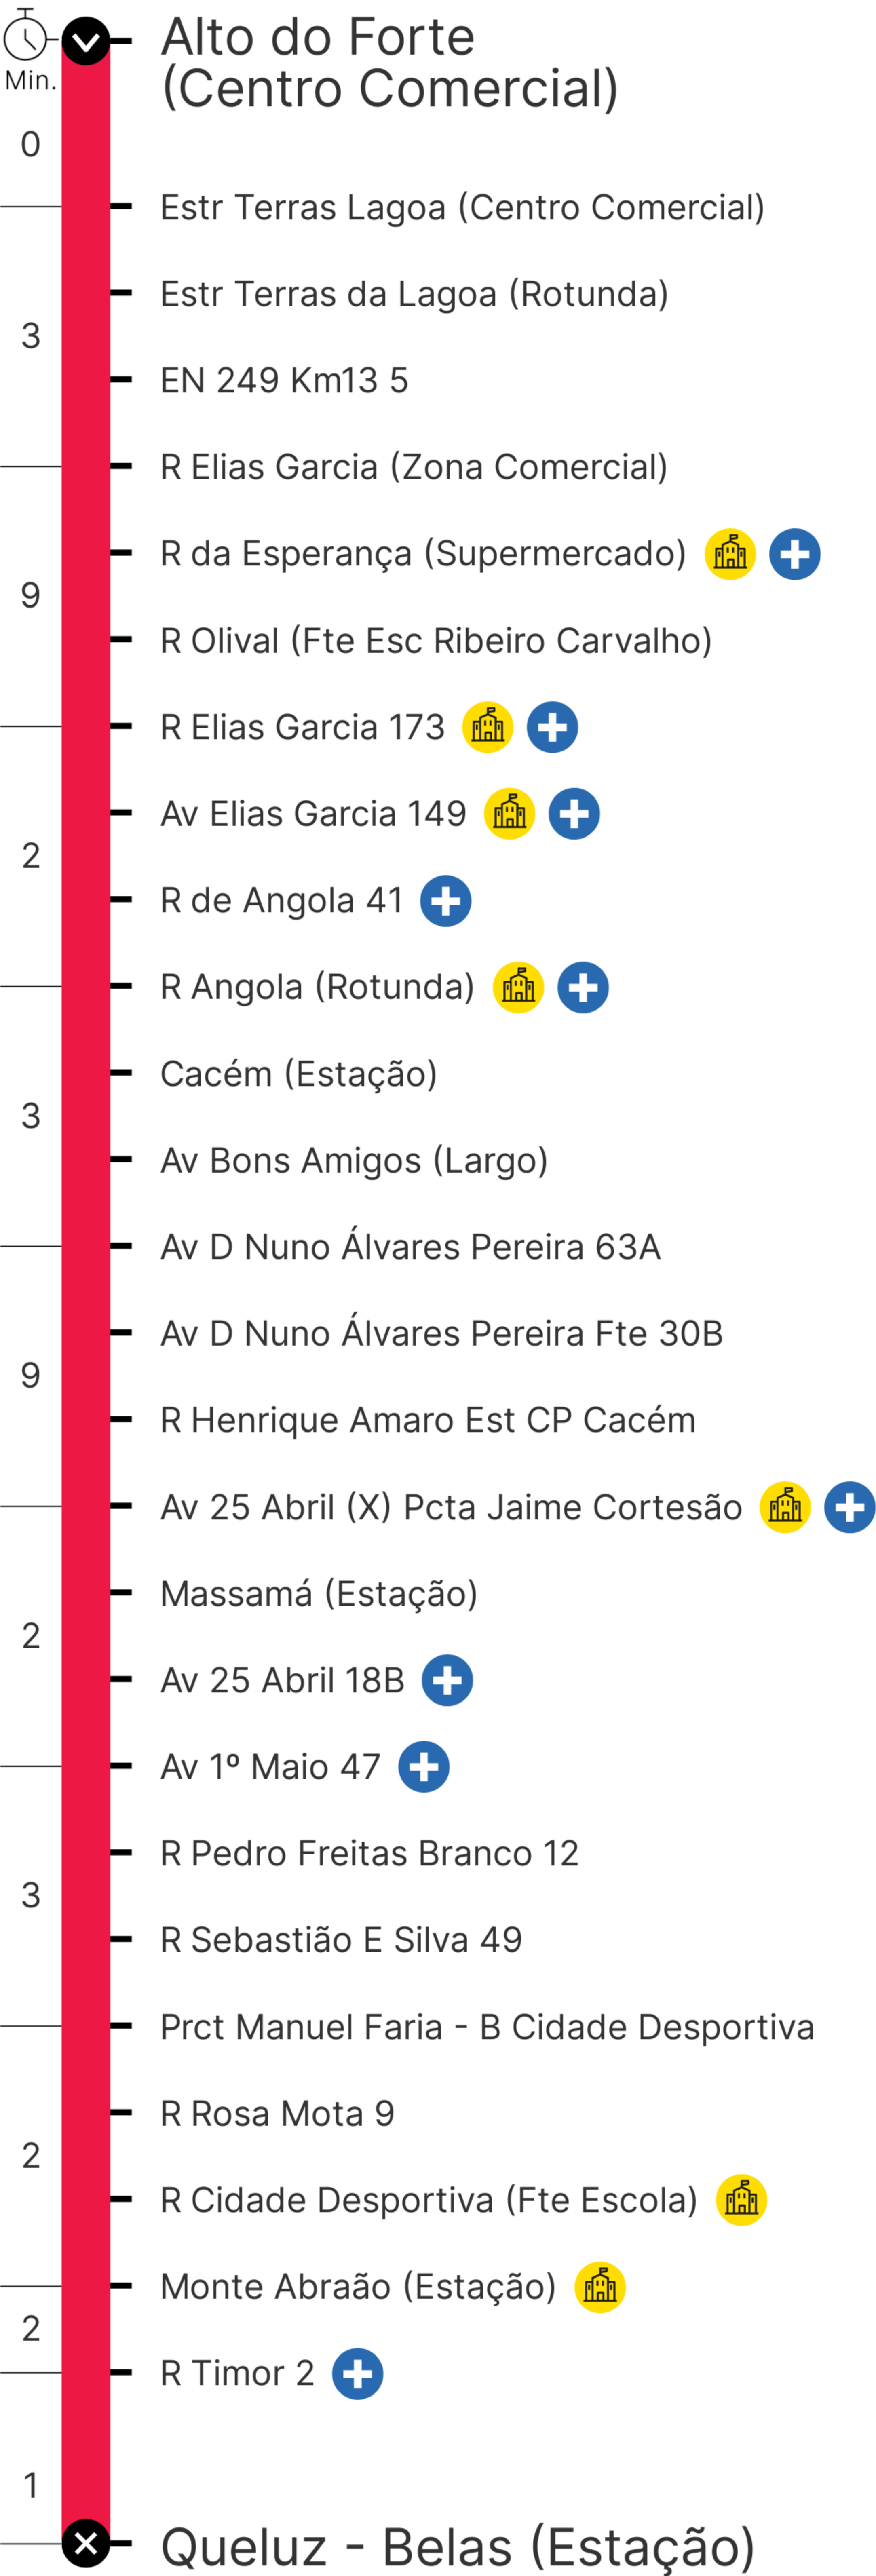 Alto do Forte
(Centro Comercial)
Min.
0
Estr Terras Lagoa (Centro Comercial)
Estr Terras da Lagoa (Rotunda)
3
EN 249 Km13 5
R Elias Garcia (Zona Comercial)
R da Esperança (Supermercado)
9
R Olival (Fte Esc Ribeiro Carvalho)
R Elias Garcia 173
Av Elias Garcia 149
2
R de Angola 41
R Angola (Rotunda)
Cacém (Estação)
3
Av Bons Amigos (Largo)
Av D Nuno Álvares Pereira 63A
Av D Nuno Álvares Pereira Fte 30B
9
R Henrique Amaro Est CP Cacém
Av 25 Abril (X) Pcta Jaime Cortesão
Massamá (Estação)
2
Av 25 Abril 18B
Av 1º Maio 47
R Pedro Freitas Branco 12
3
R Sebastião E Silva 49
Prct Manuel Faria - B Cidade Desportiva
R Rosa Mota 9
2
R Cidade Desportiva (Fte Escola)
Monte Abraão (Estação)
2
R Timor 2
1
Queluz - Belas (Estação)